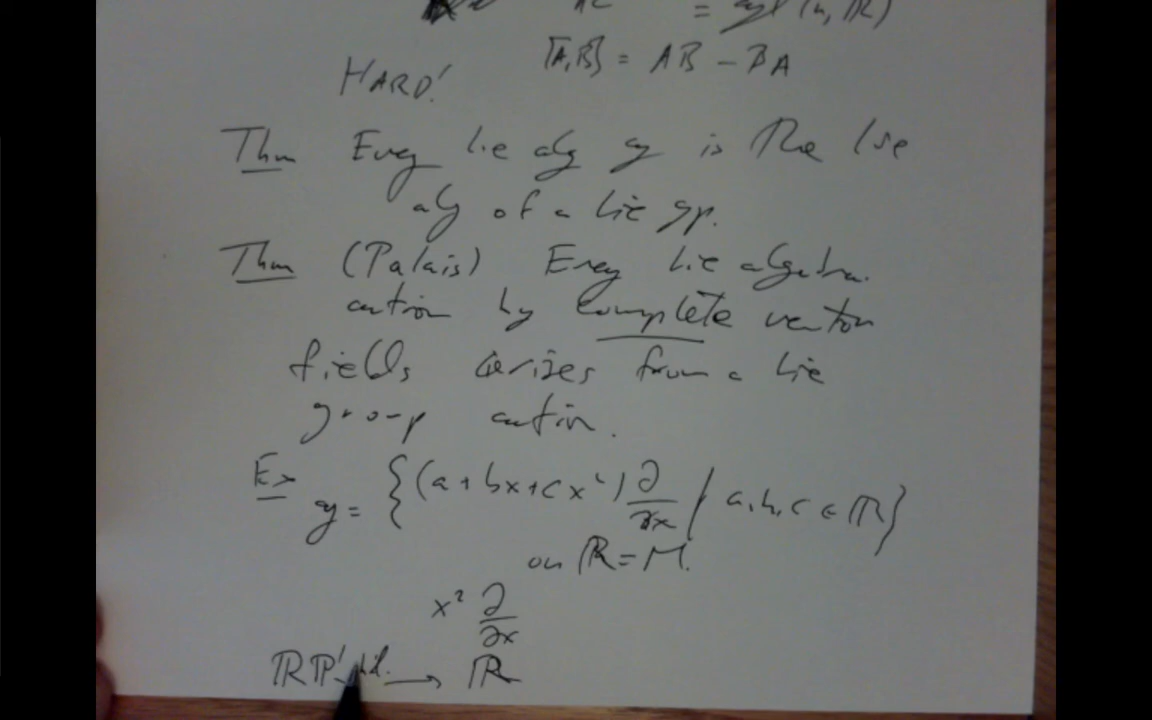 = gl(n, ℝ)
[A,B] = AB - BA
HARD!
Thm Every Lie alg 𝔤 is the Lie
alg of a Lie gp.
Thm (Palais) Every Lie algebra
action by complete vector
fields arises from a Lie
group action.
Ex 𝔤 = {(a+bx+cx²) ∂/∂x | a,b,c ∈ ℝ}
on ℝ = M.
x² ∂/∂x
ℝP¹ → ℝ